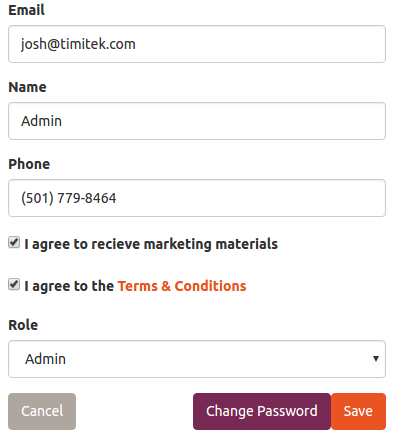 Email
josh@timitek.com
Name
Admin
Phone
(501) 779-8464
I agree to recieve marketing materials
I agree to the Terms & Conditions
Role
Admin
Cancel Change Password Save